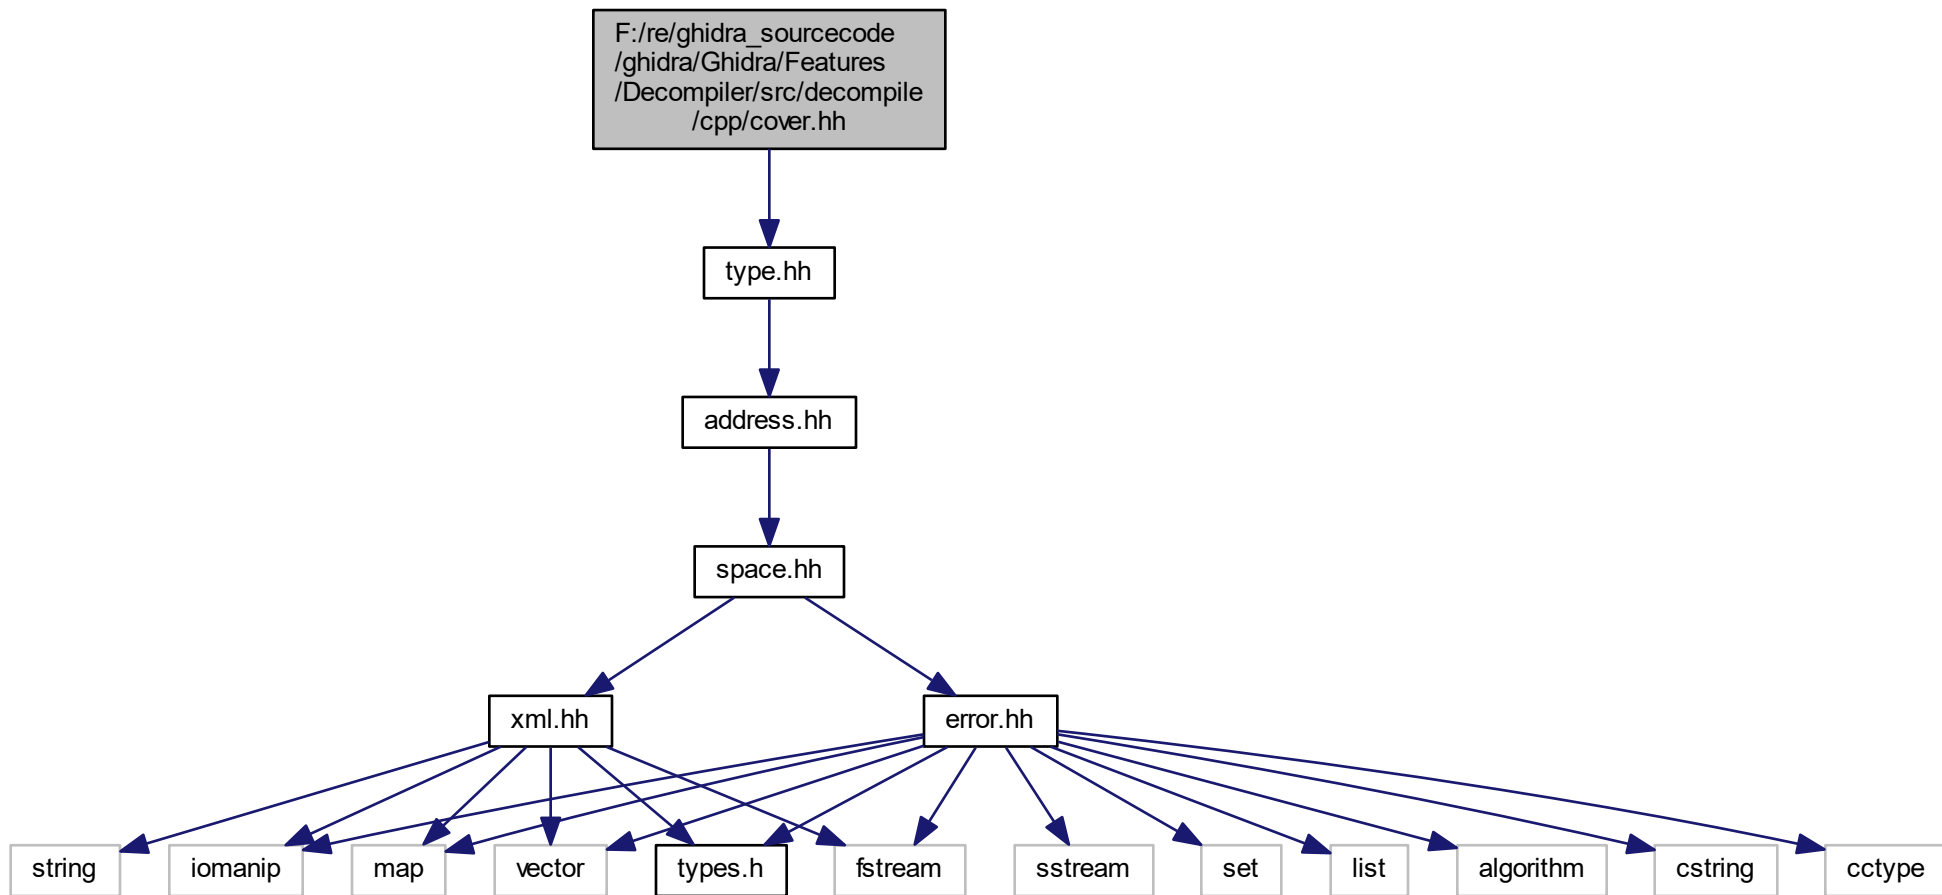 F:/re/ghidra_sourcecode
/ghidra/Ghidra/Features
/Decompiler/src/decompile
/cpp/cover.hh
type.hh
address.hh
space.hh
xml.hh
error.hh
string
iomanip
map
vector
types.h
fstream
sstream
set
list
algorithm
cstring
cctype